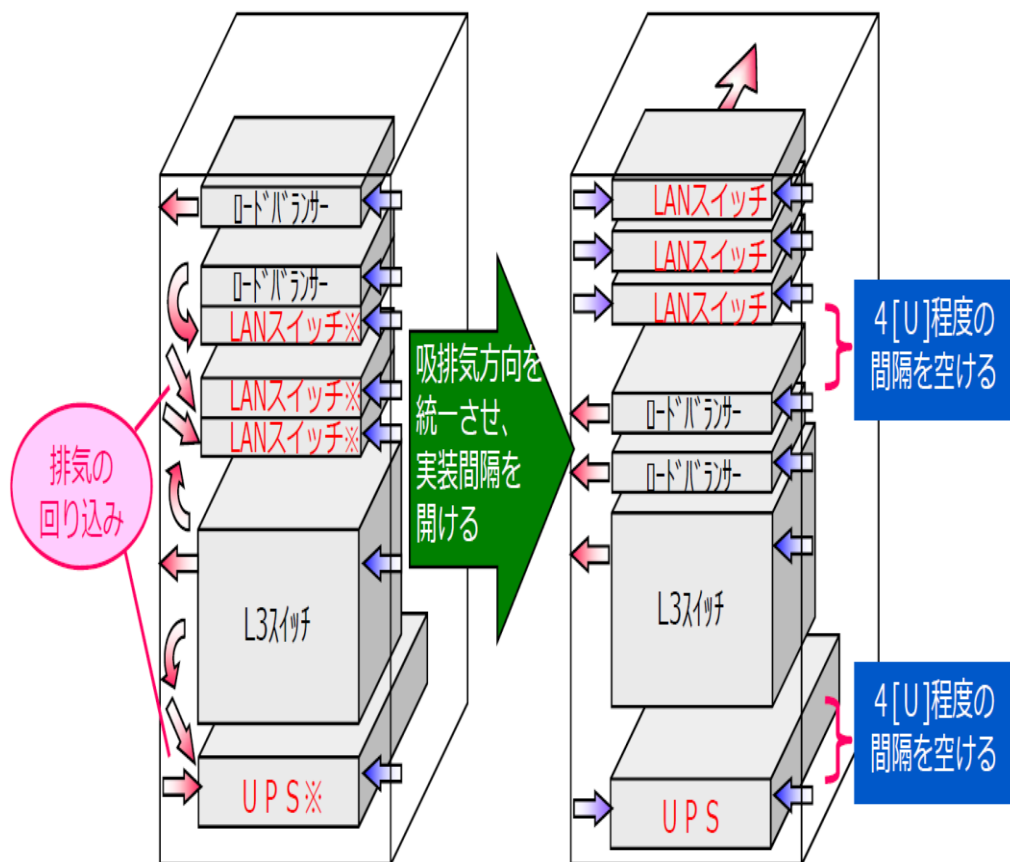 ﾛｰﾄﾞﾊﾞﾗﾝｻｰ
ﾛｰﾄﾞﾊﾞﾗﾝｻｰ
LANスイッチ※
LANスイッチ※
LANスイッチ※
L3ｽｲｯﾁ
ＵＰＳ※
排気の
回り込み
吸排気方向を
統一させ、
実装間隔を
開ける
LANスイッチ
LANスイッチ
LANスイッチ
ﾛｰﾄﾞﾊﾞﾗﾝｻｰ
ﾛｰﾄﾞﾊﾞﾗﾝｻｰ
L3ｽｲｯﾁ
ＵＰＳ
4[U]程度の
間隔を空ける
4[U]程度の
間隔を空ける